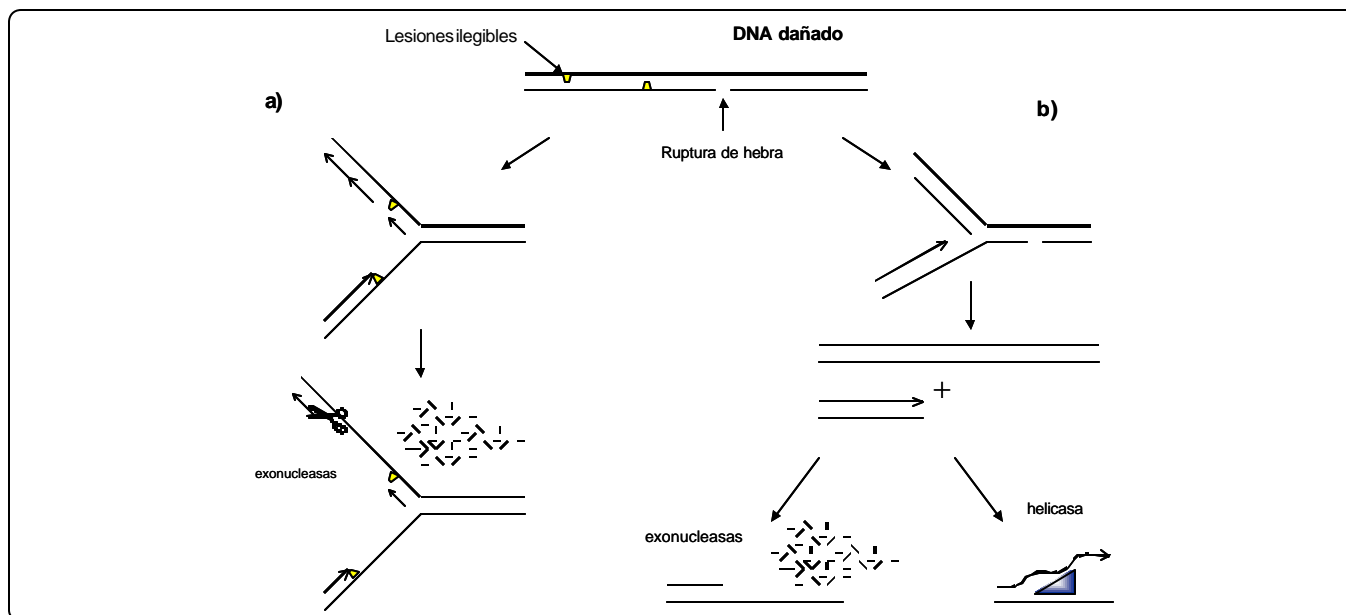 Lesiones ilegibles
DNA dañado
a)
b)
Ruptura de hebra
+
exonucleasas
helicasa
exonucleasas